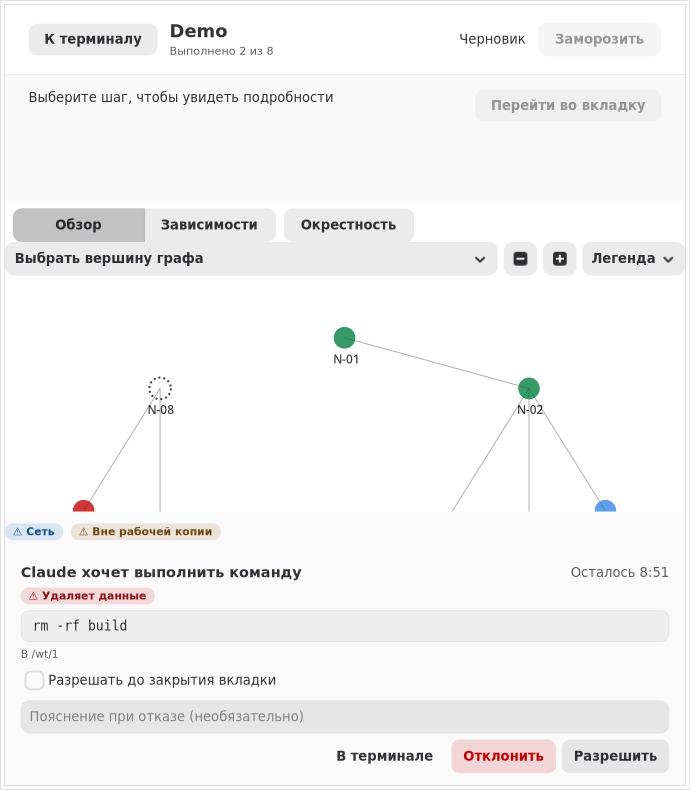 К терминалу
Demo
Выполнено 2 из 8
Черновик
Заморозить
Выберите шаг, чтобы увидеть подробности
Перейти во вкладку
Обзор
Зависимости
Окрестность
Выбрать вершину графа
Легенда
N-01
N-08
N-02
⚠ Сеть
⚠ Вне рабочей копии
Claude хочет выполнить команду
Осталось 8:51
⚠ Удаляет данные
rm -rf build
В /wt/1
Разрешать до закрытия вкладки
Пояснение при отказе (необязательно)
В терминале
Отклонить
Разрешить